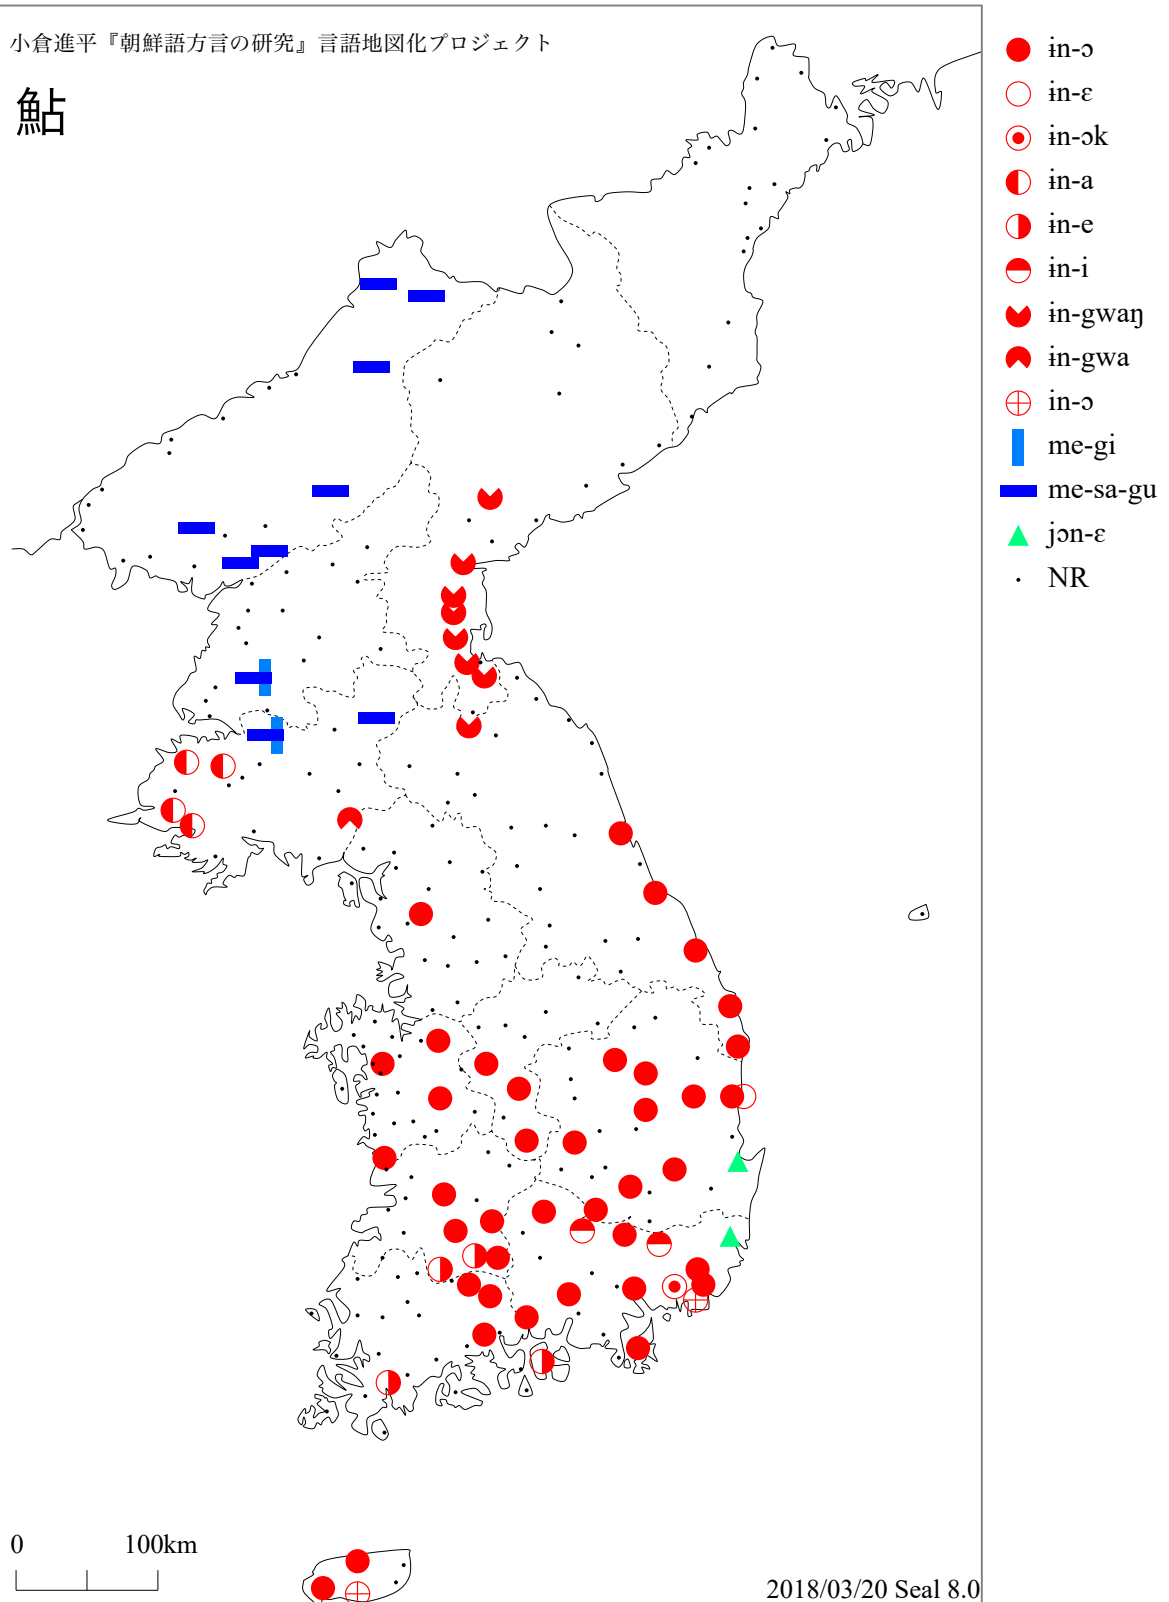 小倉進平『朝鮮語方言の研究』言語地図化プロジェクト
鮎
ɨn-ɔ
ɨn-ɛ
ɨn-ɔk
ɨn-a
ɨn-e
ɨn-i
ɨn-gwaŋ
ɨn-gwa
in-ɔ
me-gi
me-sa-gu
jɔn-ɛ
NR
0 100km
2018/03/20 Seal 8.0